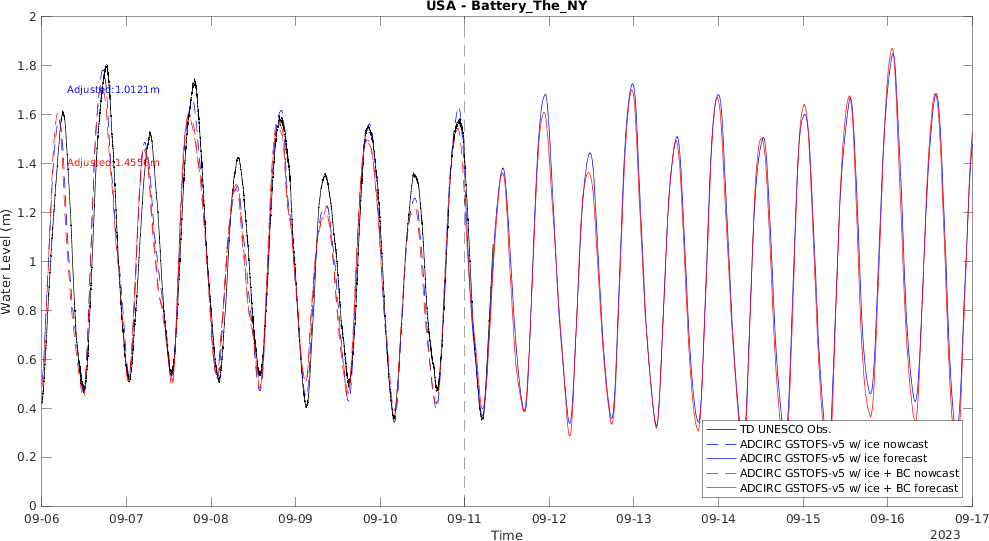 USA - Battery_The_NY
2
1.8
1.6
1.4
1.2
1
0.8
0.6
0.4
0.2
0
Water Level (m)
Adjusted:1.0121m
Adjusted:1.4556m
TD UNESCO Obs.
ADCIRC GSTOFS-v5 w/ ice nowcast
ADCIRC GSTOFS-v5 w/ ice forecast
ADCIRC GSTOFS-v5 w/ ice + BC nowcast
ADCIRC GSTOFS-v5 w/ ice + BC forecast
09-06 09-07 09-08 09-09 09-10 09-11 09-12 09-13 09-14 09-15 09-16 09-17
Time
2023